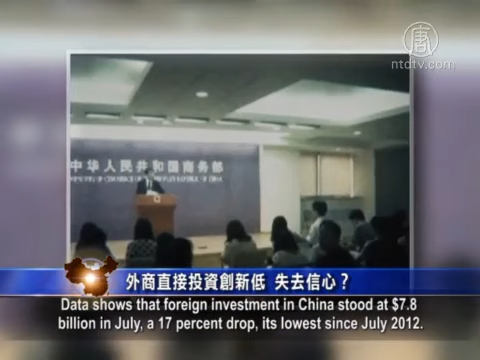 唐
ntdtv.com
中华人民共和国商务部
外商直接投資創新低 失去信心？
Data shows that foreign investment in China stood at $7.8
billion in July, a 17 percent drop, its lowest since July 2012.